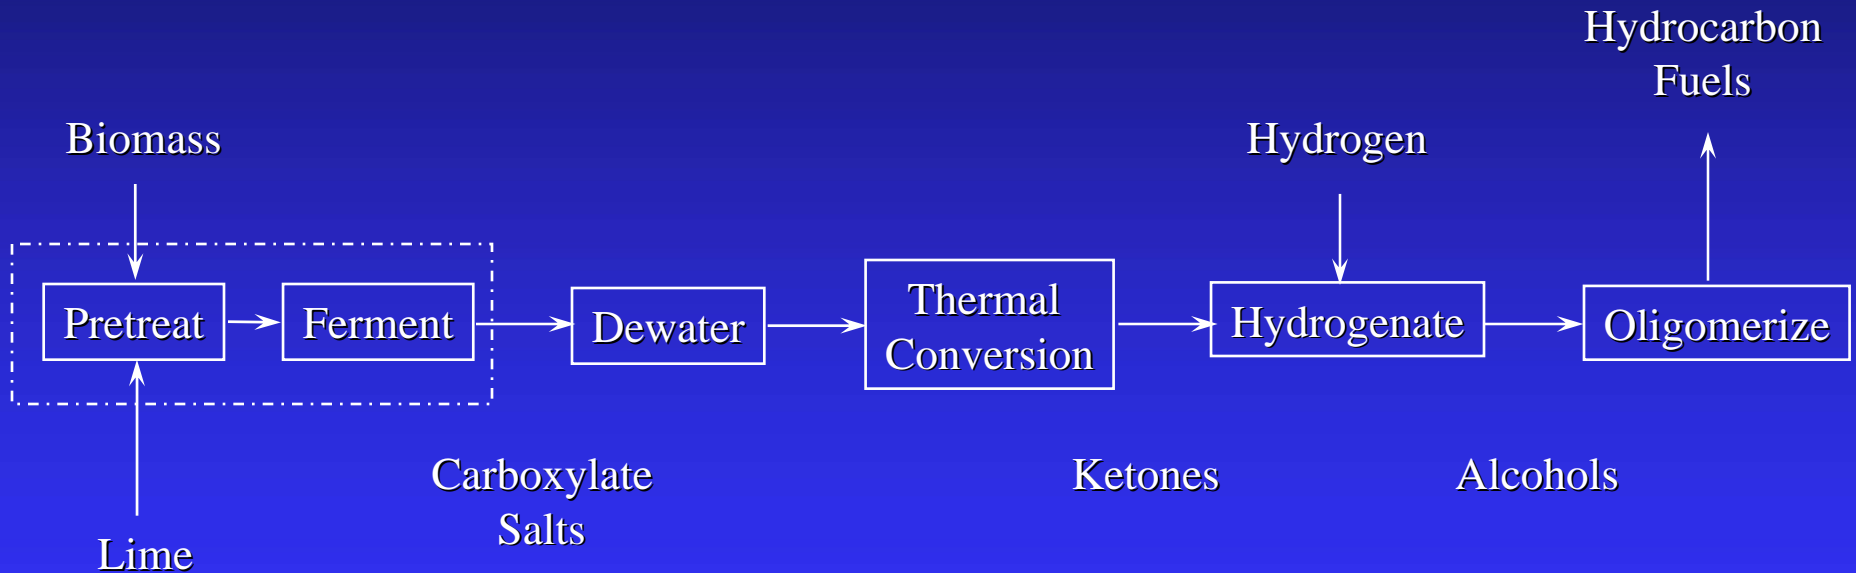 Hydrocarbon
Fuels
Biomass
Hydrogen
Pretreat
Ferment
Dewater
Thermal
Conversion
Hydrogenate
Oligomerize
Carboxylate
Salts
Ketones
Alcohols
Lime